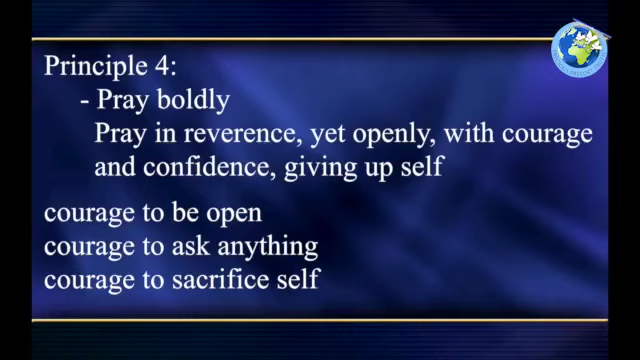 Principle 4:
- Pray boldly
Pray in reverence, yet openly, with courage
and confidence, giving up self
courage to be open
courage to ask anything
courage to sacrifice self